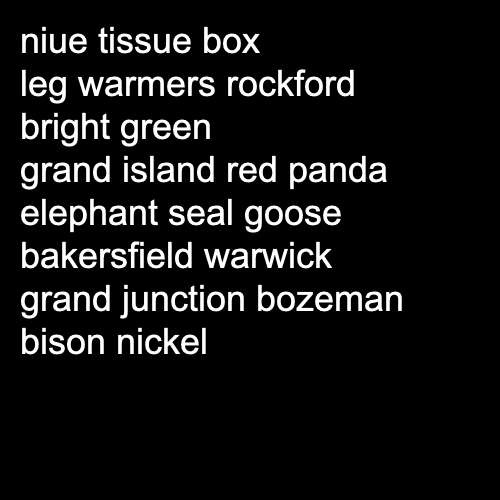 niue tissue box
leg warmers rockford
bright green
grand island red panda
elephant seal goose
bakersfield warwick
grand junction bozeman
bison nickel